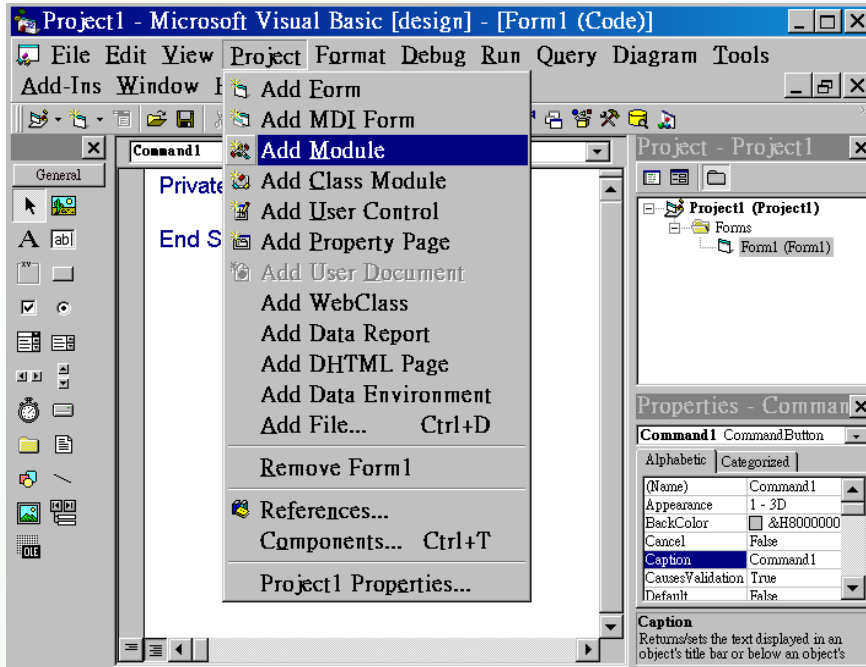 Project1 - Microsoft Visual Basic [design] - [Form1 (Code)]
File Edit View Project Format Debug Run Query Diagram Tools
Add-Ins Window
General
A
abl
xv
OLE
Command1
Private
End S
Add Form
Add MDI Form
Add Module
Add Class Module
Add User Control
Add Property Page
Add User Document
Add WebClass
Add Data Report
Add DHTML Page
Add Data Environment
Add File... Ctrl+D
Remove Form1
References...
Components... Ctrl+T
Project1 Properties...
Project - Project1
Project1 (Project1)
Forms
Form1 (Form1)
Properties - Comman
Command1 CommandButton
Alphabetic Categorized
(Name) Command1
Appearance 1 - 3D
BackColor &H8000000
Cancel False
Caption Command1
CausesValidation True
Default False
Caption
Returns/sets the text displayed in an
object's title bar or below an object's